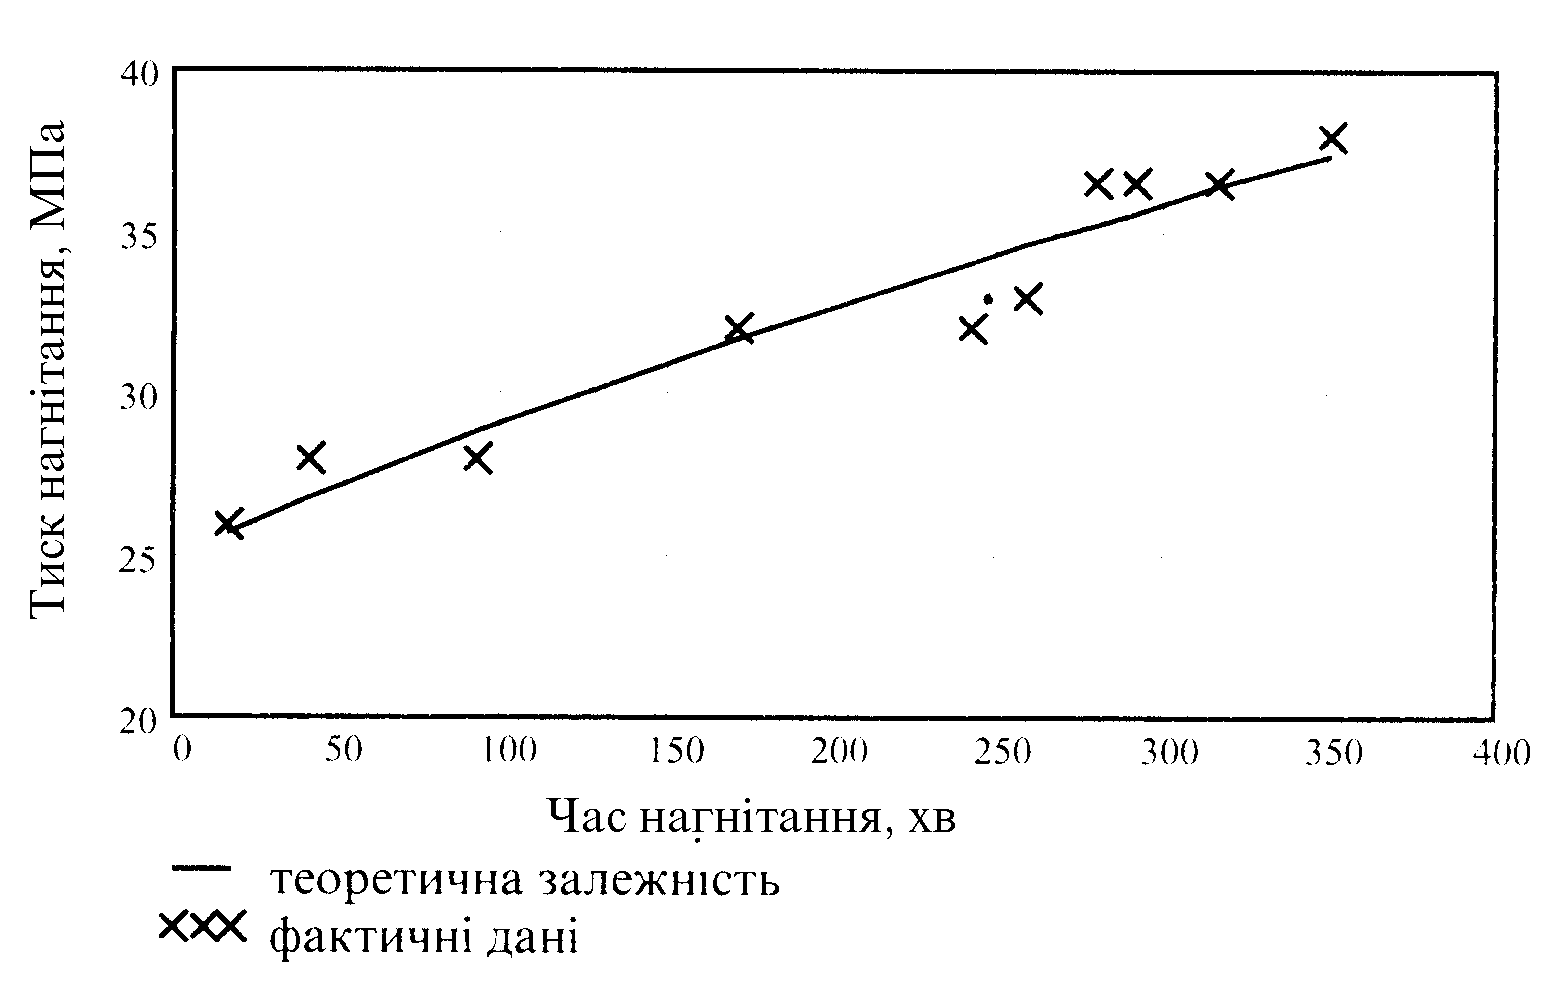 40
35
30
25
20
Тиск нагнітання, МПа
0 50 100 150 200 250 300 350 400
Час нагнітання, хв
теоретична залежність
фактичні дані